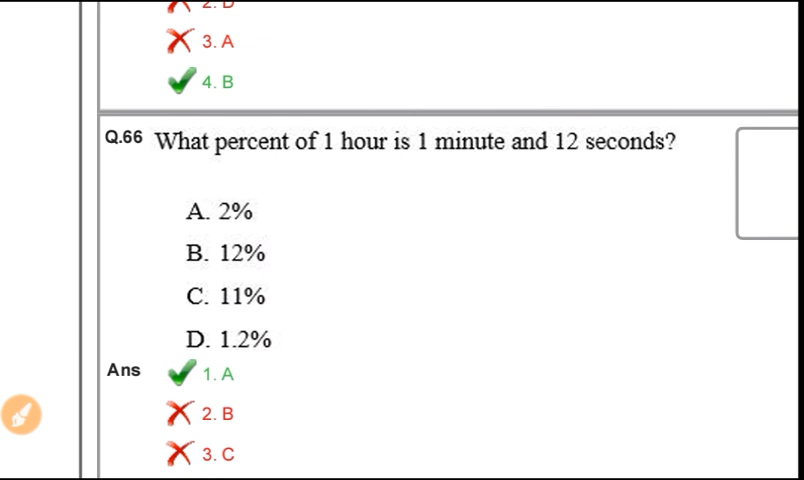 2. D
3. A
4. B
Q.66 What percent of 1 hour is 1 minute and 12 seconds?
A. 2%
B. 12%
C. 11%
D. 1.2%
Ans 1. A
2. B
3. C